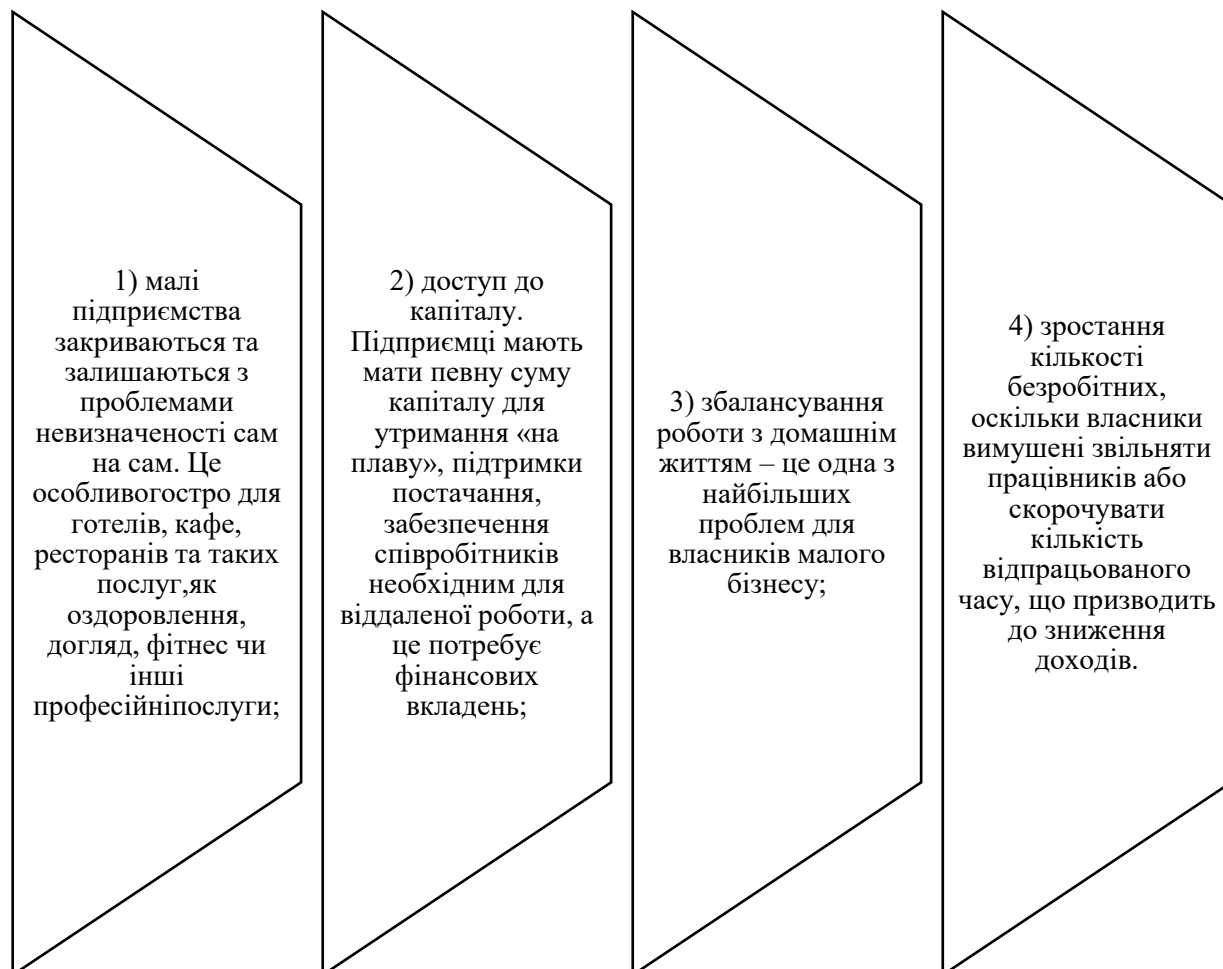 1) малі
підприємства
закриваються та
залишаються з
проблемами
невизначеності сам
на сам. Це
особливогостро для
готелів, кафе,
ресторанів та таких
послуг,як
оздоровлення,
догляд, фітнес чи
інші
професійніпослуги;
2) доступ до
капіталу.
Підприємці мають
мати певну суму
капіталу для
утримання «на
плаву», підтримки
постачання,
забезпечення
співробітників
необхідним для
віддаленої роботи, а
це потребує
фінансових
вкладень;
3) збалансування
роботи з домашнім
життям – це одна з
найбільших
проблем для
власників малого
бізнесу;
4) зростання
кількості
безробітних,
оскільки власники
вимушені звільняти
працівників або
скорочувати
кількість
відпрацьованого
часу, що призводить
до зниження
доходів.